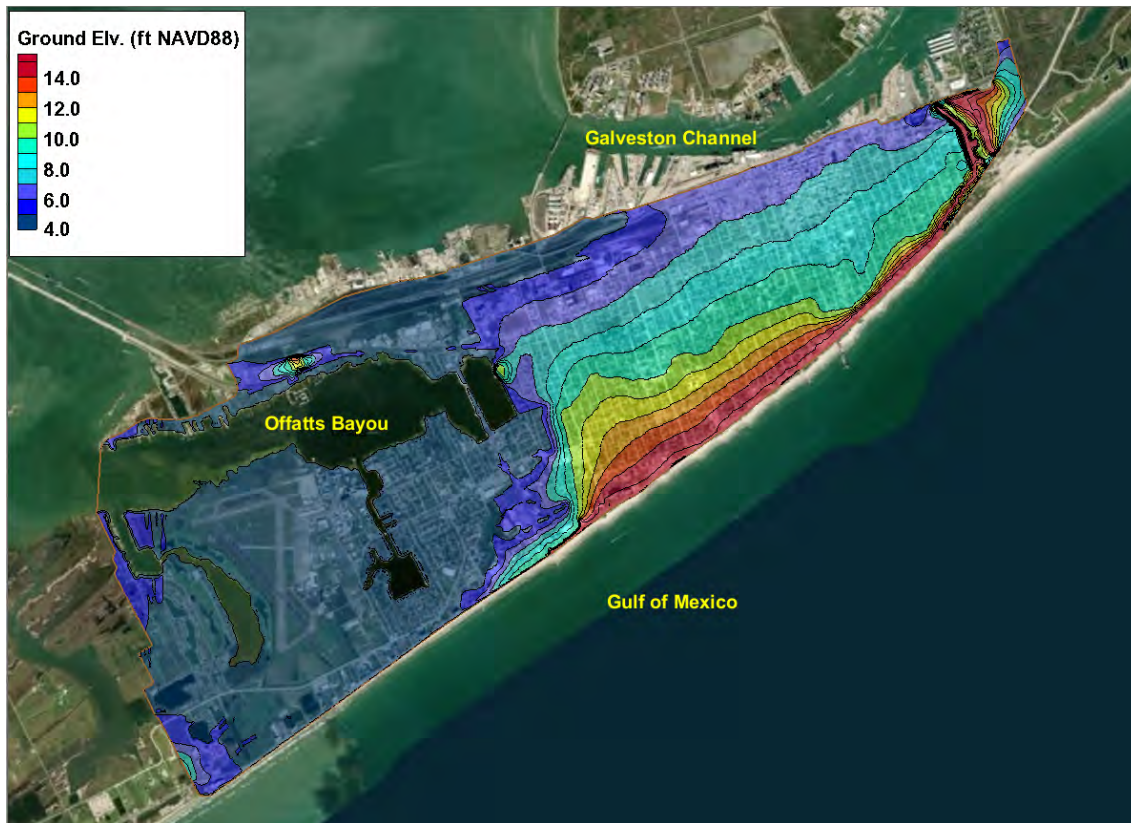 Ground Elv. (ft NAVD88)
14.0
12.0
10.0
8.0
6.0
4.0
Galveston Channel
Offatts Bayou
Gulf of Mexico